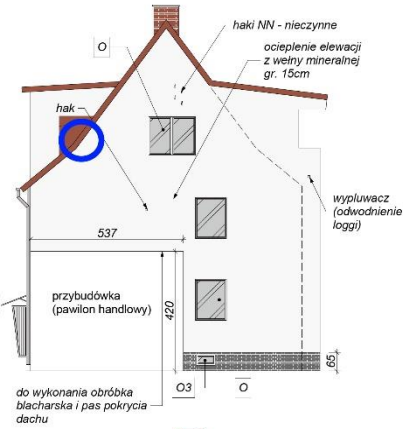 O
haki NN - nieczynne
ocieplenie elewacji
z wełny mineralnej
gr. 15cm
hak
wypluwacz
(odwodnienie
loggi)
537
przybudówka
(pawilon handlowy)
420
65
O3
O
do wykonania obróbka
blacharska i pas pokrycia
dachu